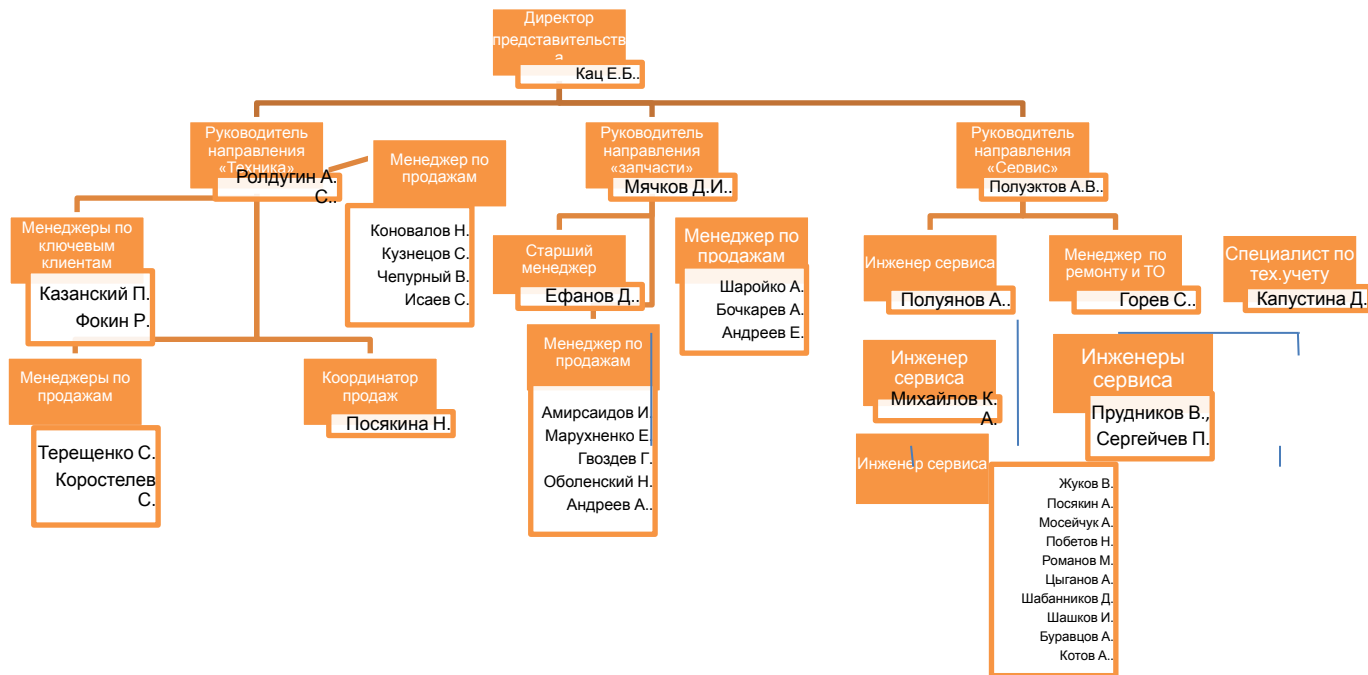 Директор
представительств
а
Кац Е.Б..
Руководитель
направления
«Техника»
Ролдугин А.
С..
Менеджер по
продажам
Коновалов Н.
Кузнецов С.
Чепурный В.
Исаев С.
Менеджеры по
ключевым
клиентам
Казанский П.
Фокин Р.
Менеджеры по
продажам
Терещенко С.
Коростелев
С.
Координатор
продаж
Посякина Н.
Руководитель
направления
«запчасти»
Мячков Д.И..
Старший
менеджер
Ефанов Д..
Менеджер по
продажам
Шаройко А.
Бочкарев А.
Андреев Е.
Менеджер по
продажам
Амирсаидов И.
Марухненко Е.
Гвоздев Г.
Оболенский Н.
Андреев А..
Руководитель
направления
«Сервис»
Полуэктов А.В..
Инженер сервиса
Полуянов А..
Менеджер по
ремонту и ТО
Горев С..
Специалист по
тех.учету
Капустина Д.
Инженер
сервиса
Михайлов К.
А.
Инженеры
сервиса
Прудников В.,
Сергейчев П.
Инженер сервиса
Жуков В.
Посякин А.
Мосейчук А.
Побетов Н.
Романов М.
Цыганов А.
Шабанников Д.
Шашков И.
Буравцов А.
Котов А..